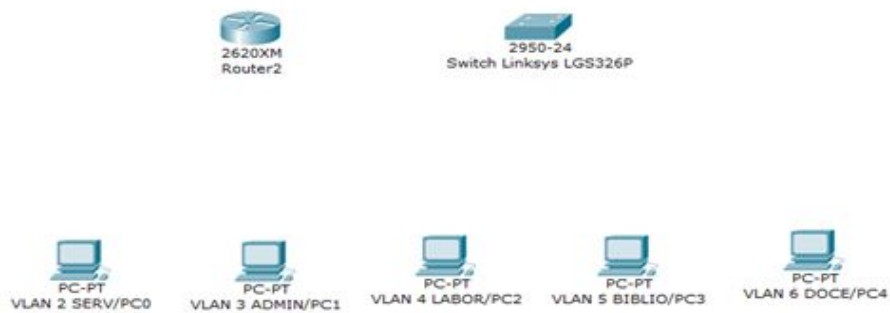 2620XM
Router2
2950-24
Switch Linksys LGS326P
PC-PT
VLAN 2 SERV/PC0
PC-PT
VLAN 3 ADMIN/PC1
PC-PT
VLAN 4 LABOR/PC2
PC-PT
VLAN 5 BIBLIO/PC3
PC-PT
VLAN 6 DOCE/PC4